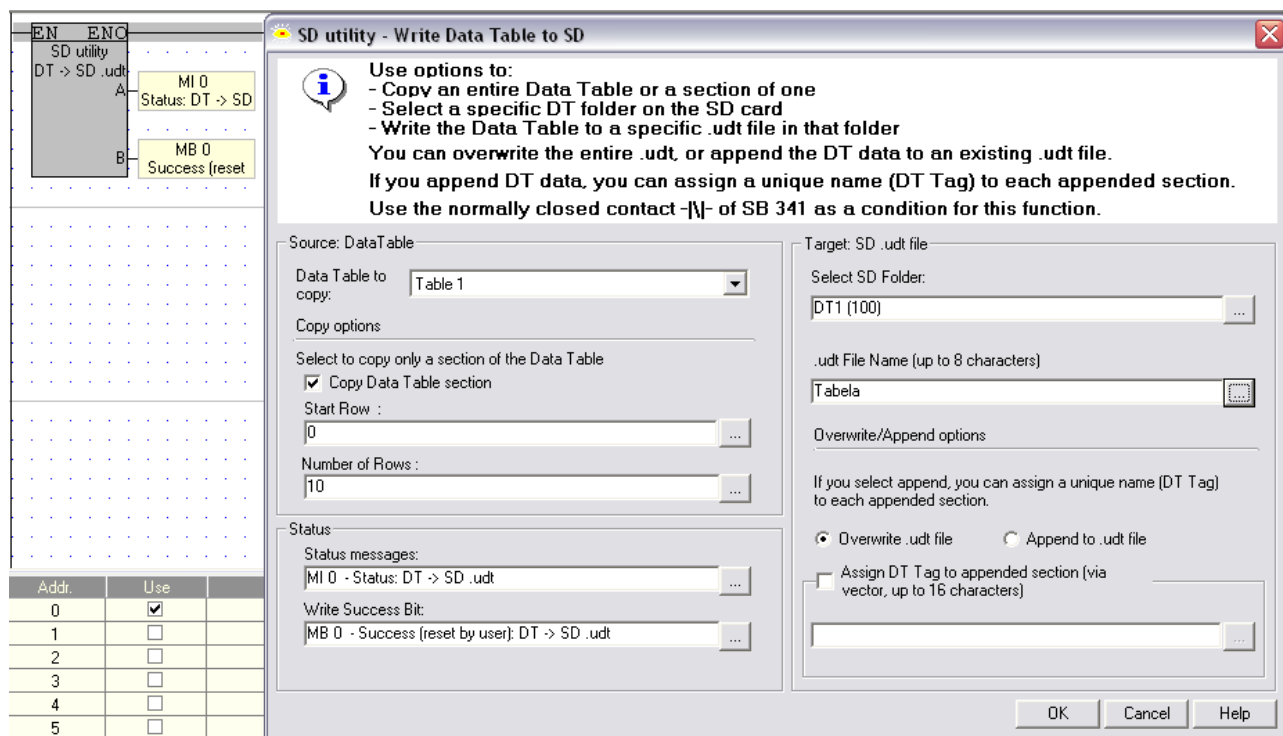 EN ENO
SD utility
DT -> SD .udt
A
MI 0
Status: DT -> SD
B
MB 0
Success (reset
Addr. Use
0
1
2
3
4
5
SD utility - Write Data Table to SD
Use options to:
- Copy an entire Data Table or a section of one
- Select a specific DT folder on the SD card
- Write the Data Table to a specific .udt file in that folder
You can overwrite the entire .udt, or append the DT data to an existing .udt file.
If you append DT data, you can assign a unique name (DT Tag) to each appended section.
Use the normally closed contact -|\|- of SB 341 as a condition for this function.
Source: DataTable
Data Table to
copy:
Table 1
Copy options
Select to copy only a section of the Data Table
Copy Data Table section
Start Row :
0
...
Number of Rows :
10
...
Status
Status messages:
MI 0 - Status: DT -> SD .udt
...
Write Success Bit:
MB 0 - Success (reset by user): DT -> SD .udt
...
Target: SD .udt file
Select SD Folder:
DT1 (100)
...
.udt File Name (up to 8 characters)
Tabela
...
Overwrite/Append options
If you select append, you can assign a unique name (DT Tag)
to each appended section.
Overwrite .udt file Append to .udt file
Assign DT Tag to appended section (via
vector, up to 16 characters)
...
OK Cancel Help